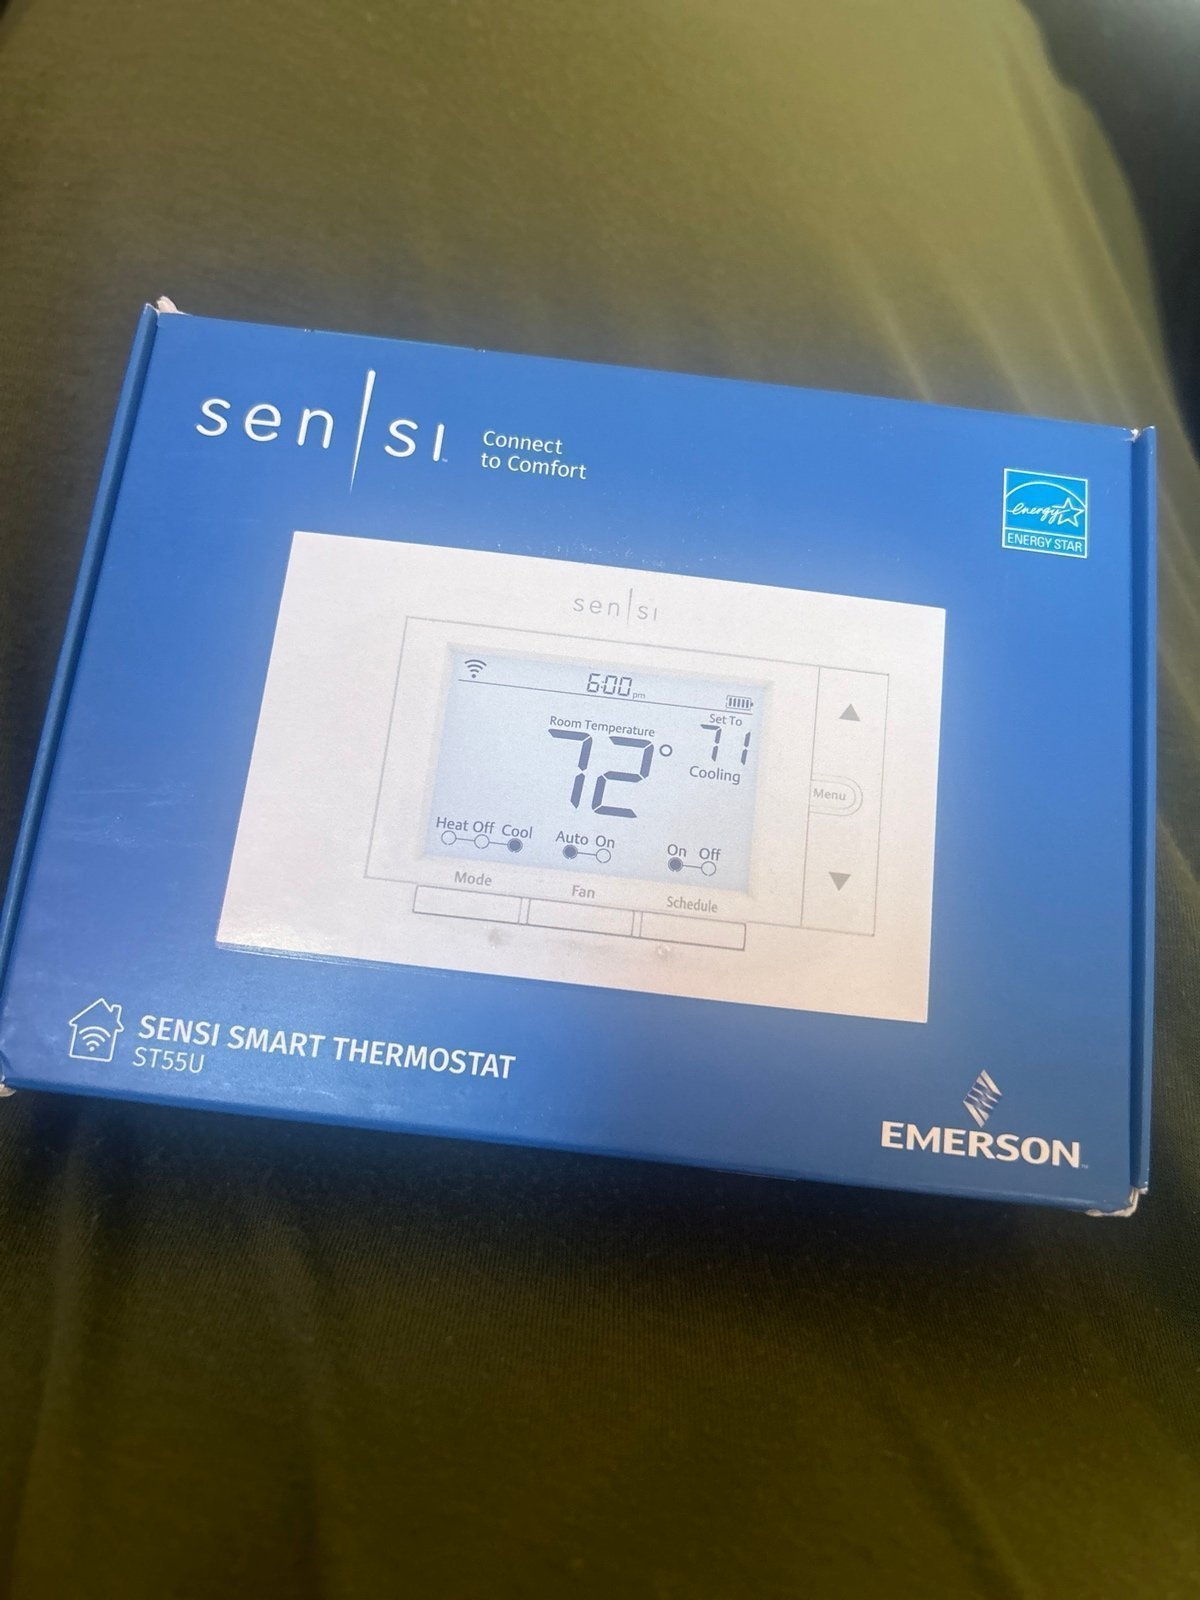 sen|si
Connect
to Comfort
energy
ENERGY STAR
sen|si
6:00 pm
Room Temperature
72°
Set To
71
Cooling
Menu
Heat Off Cool
Auto On
On Off
Mode
Fan
Schedule
SENSI SMART THERMOSTAT
ST55U
EMERSON